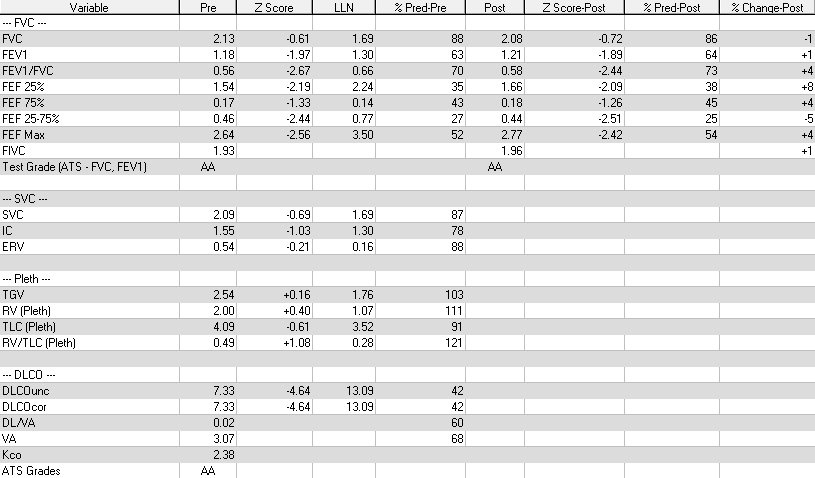 Variable Pre Z Score LLN % Pred-Pre Post Z Score-Post % Pred-Post % Change-Post
--- FVC ---
FVC 2.13 -0.61 1.69 88 2.08 -0.72 86 -1
FEV1 1.18 -1.97 1.30 63 1.21 -1.89 64 +1
FEV1/FVC 0.56 -2.67 0.66 70 0.58 -2.44 73 +4
FEF 25% 1.54 -2.19 2.24 35 1.66 -2.09 38 +8
FEF 75% 0.17 -1.33 0.14 43 0.18 -1.26 45 +4
FEF 25-75% 0.46 -2.44 0.77 27 0.44 -2.51 25 -5
FEF Max 2.64 -2.56 3.50 52 2.77 -2.42 54 +4
FIVC 1.93 1.96 +1
Test Grade (ATS - FVC, FEV1) AA AA
--- SVC ---
SVC 2.09 -0.69 1.69 87
IC 1.55 -1.03 1.30 78
ERV 0.54 -0.21 0.16 88
--- Pleth ---
TGV 2.54 +0.16 1.76 103
RV (Pleth) 2.00 +0.40 1.07 111
TLC (Pleth) 4.09 -0.61 3.52 91
RV/TLC (Pleth) 0.49 +1.08 0.28 121
--- DLCO ---
DLCOunc 7.33 -4.64 13.09 42
DLCOcor 7.33 -4.64 13.09 42
DL/VA 0.02 60
VA 3.07 68
Kco 2.38
ATS Grades AA